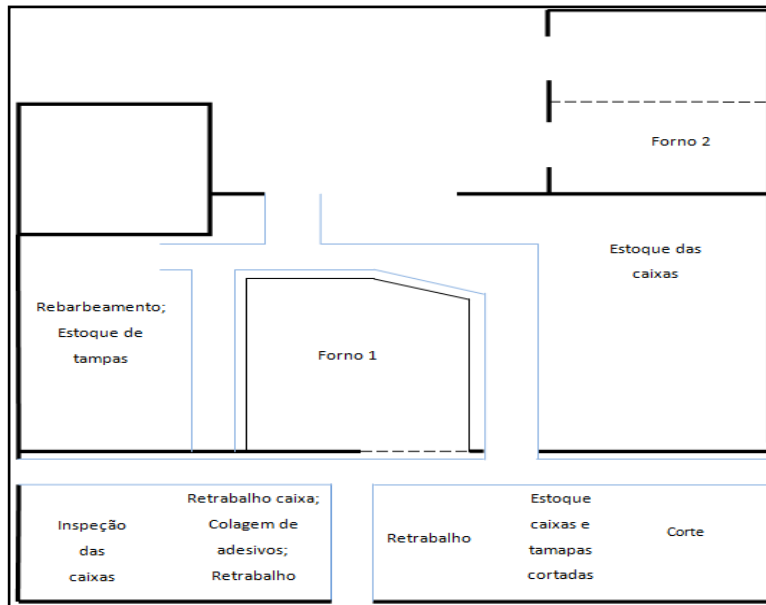 Forno 2
Estoque das
caixas
Rebarbeamento;
Estoque de
tampas
Forno 1
Inspeção
das
caixas
Retrabalho caixa;
Colagem de
adesivos;
Retrabalho
Retrabalho
Estoque
caixas e
tamapas
cortadas
Corte